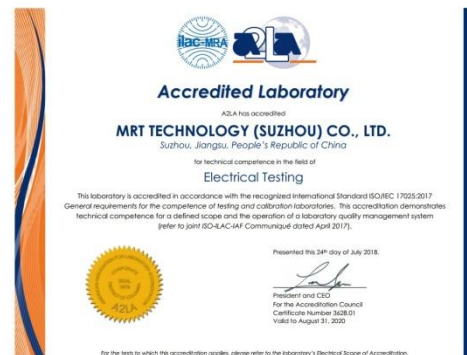 ilac-MRA
A2LA
Accredited Laboratory
A2LA has accredited
MRT TECHNOLOGY (SUZHOU) CO., LTD.
Suzhou, Jiangsu, People's Republic of China
for technical competence in the field of
Electrical Testing
This laboratory is accredited in accordance with the recognized International Standard ISO/IEC 17025:2017
General requirements for the competence of testing and calibration laboratories. This accreditation demonstrates
technical competence for a defined scope and the operation of a laboratory quality management system
(refer to joint ISO-ILAC-IAF Communiqué dated April 2017).
Presented this 24th day of July 2018.
President and CEO
For the Accreditation Council
Certificate Number 3628.01
Valid to August 31, 2020
CORPORATE
SEAL
1978
A2LA
For the tests to which this accreditation applies, please refer to the laboratory's Electrical Scope of Accreditation.